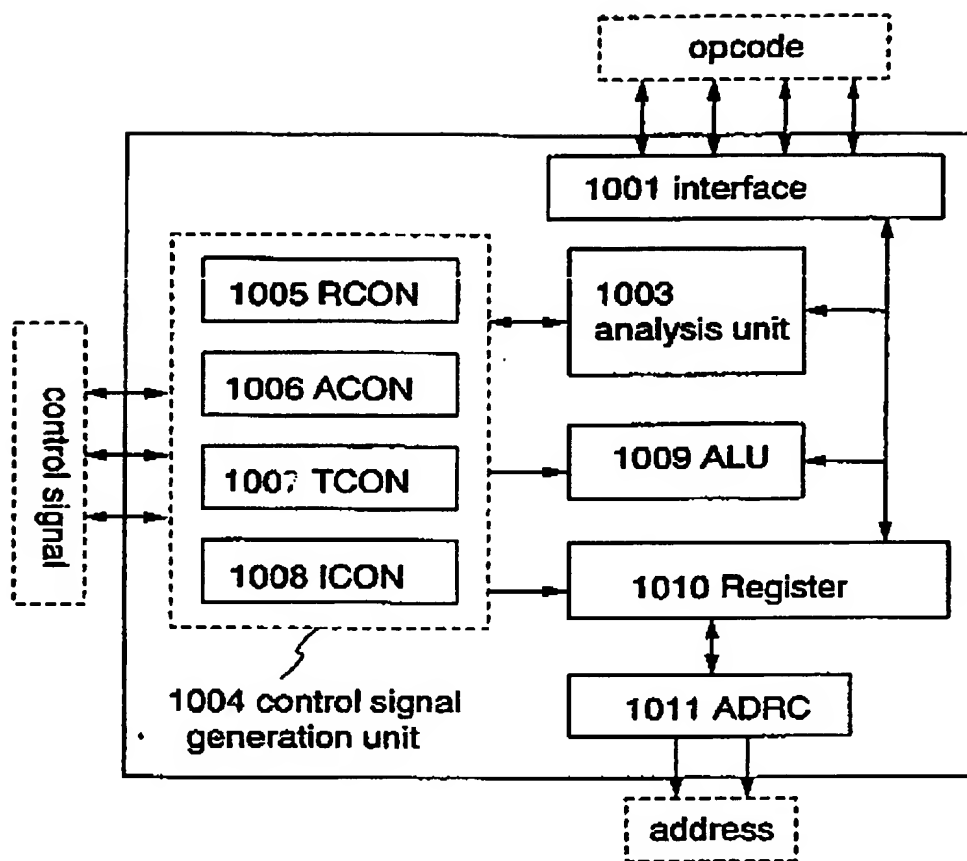 opcode
1001 interface
1005 RCON
1003
analysis unit
1006 ACON
control signal
1007 TCON
1009 ALU
1008 ICON
1010 Register
1004 control signal
generation unit
1011 ADRC
address